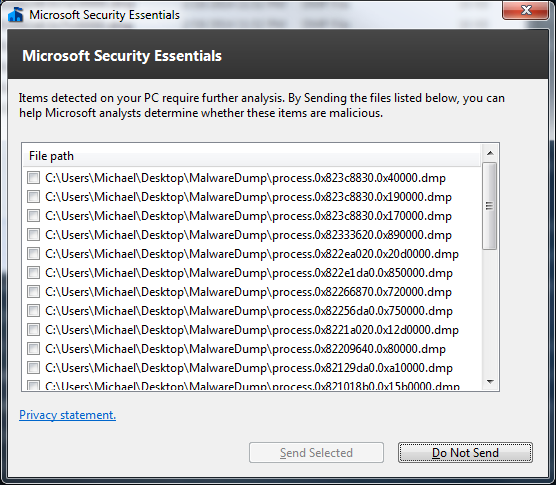 Microsoft Security Essentials
Microsoft Security Essentials
Items detected on your PC require further analysis. By Sending the files listed below, you can
help Microsoft analysts determine whether these items are malicious.
File path
C:\Users\Michael\Desktop\MalwareDump\process.0x823c8830.0x40000.dmp
C:\Users\Michael\Desktop\MalwareDump\process.0x823c8830.0x190000.dmp
C:\Users\Michael\Desktop\MalwareDump\process.0x823c8830.0x170000.dmp
C:\Users\Michael\Desktop\MalwareDump\process.0x82333620.0x890000.dmp
C:\Users\Michael\Desktop\MalwareDump\process.0x822ea020.0x20d0000.dmp
C:\Users\Michael\Desktop\MalwareDump\process.0x822e1da0.0x850000.dmp
C:\Users\Michael\Desktop\MalwareDump\process.0x82266870.0x720000.dmp
C:\Users\Michael\Desktop\MalwareDump\process.0x82256da0.0x750000.dmp
C:\Users\Michael\Desktop\MalwareDump\process.0x8221a020.0x12d0000.dmp
C:\Users\Michael\Desktop\MalwareDump\process.0x82209640.0x80000.dmp
C:\Users\Michael\Desktop\MalwareDump\process.0x82129da0.0xa10000.dmp
C:\Users\Michael\Desktop\MalwareDump\process.0x821018b0.0x15b0000.dmp
Privacy statement.
Send Selected
Do Not Send